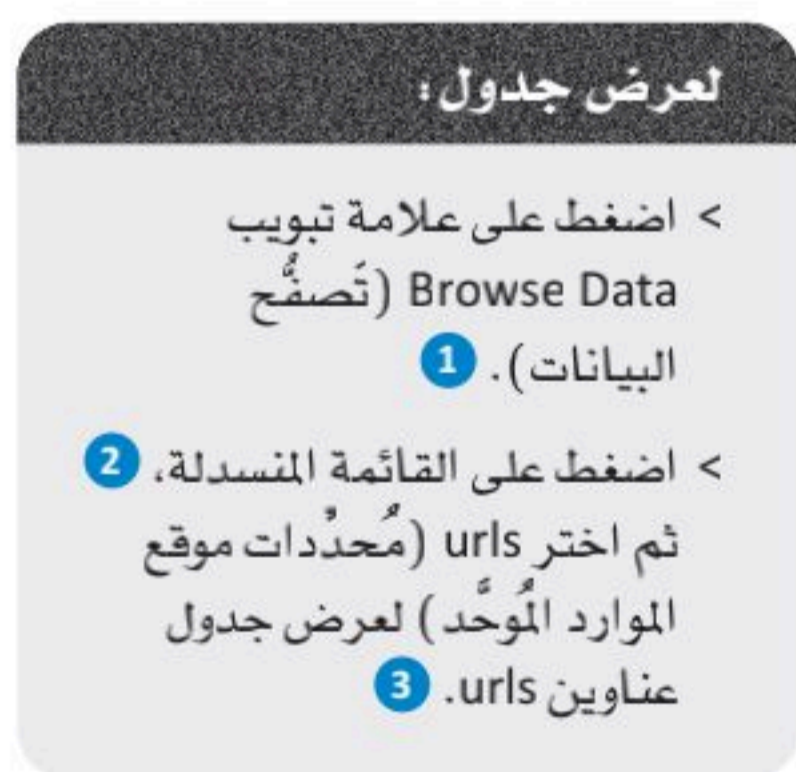 لعرض جدول:
> اضغط على علامة تبويب
Browse Data (تَصفُّح
البيانات). 1
> اضغط على القائمة المنسدلة، 2
ثم اختر urls (مُحدِّدات موقع
الموارد المُوحَّد) لعرض جدول
عناوين urls. 3